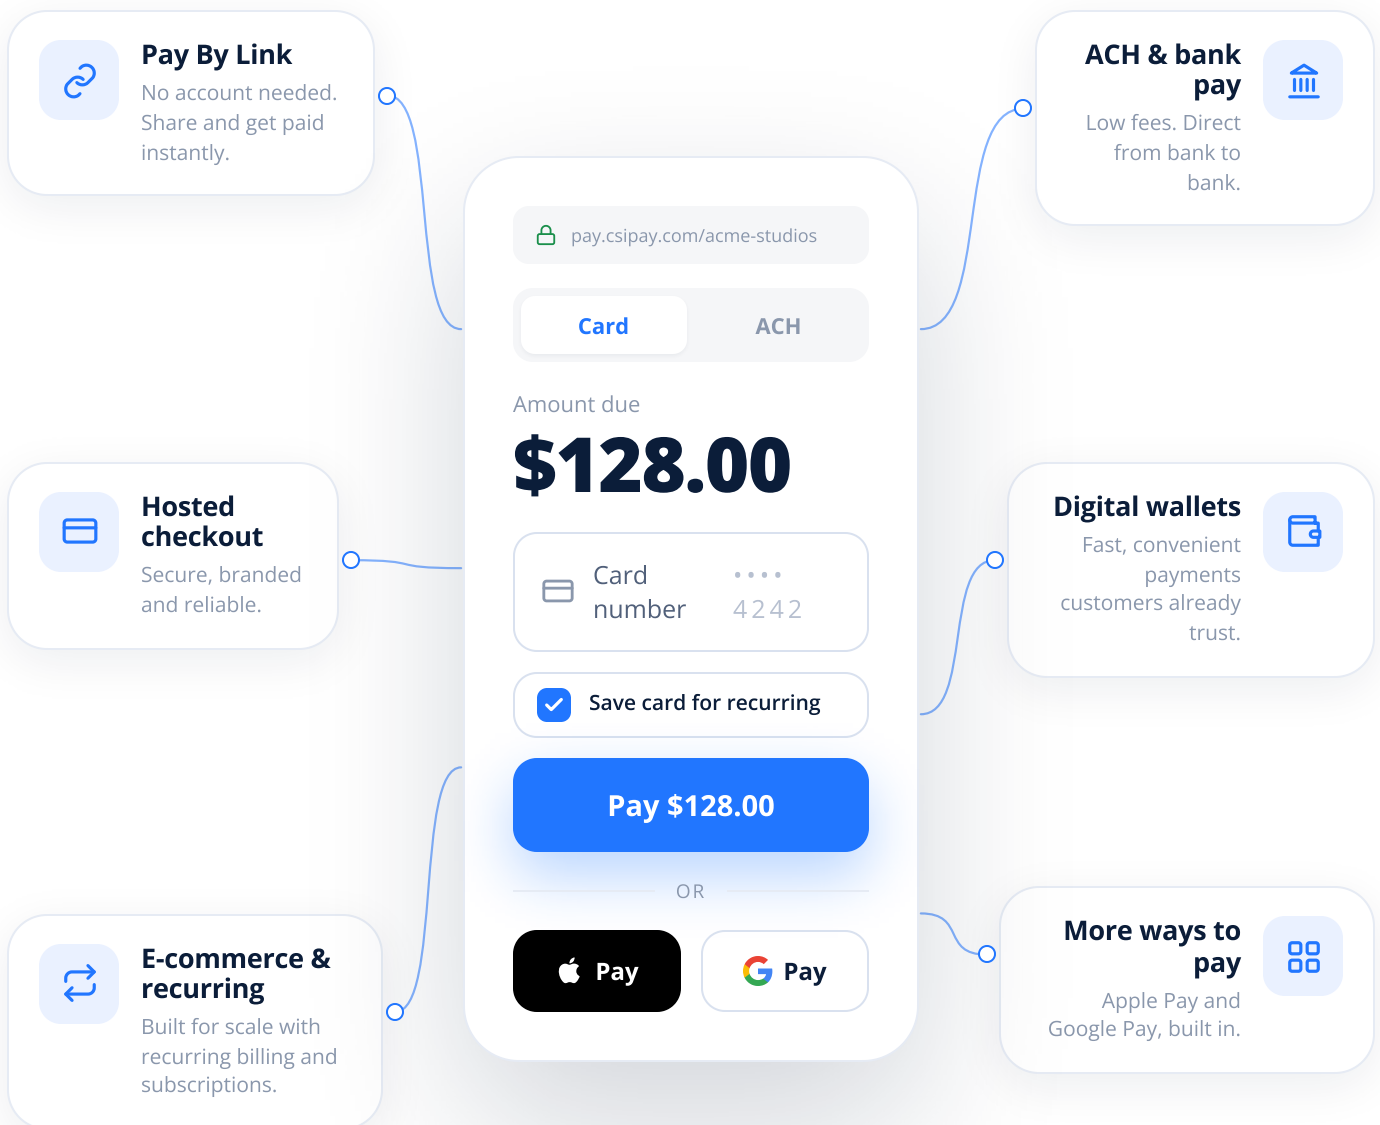 Pay By Link
No account needed.
Share and get paid
instantly.
Hosted
checkout
Secure, branded
and reliable.
E-commerce &
recurring
Built for scale with
recurring billing and
subscriptions.
pay.csipay.com/acme-studios
Card
ACH
Amount due
$128.00
Card
number
•••• 
4242
Save card for recurring
Pay $128.00
OR
Pay
Pay
ACH & bank
pay
Low fees. Direct
from bank to
bank.
Digital wallets
Fast, convenient
payments
customers already
trust.
More ways to
pay
Apple Pay and
Google Pay, built in.